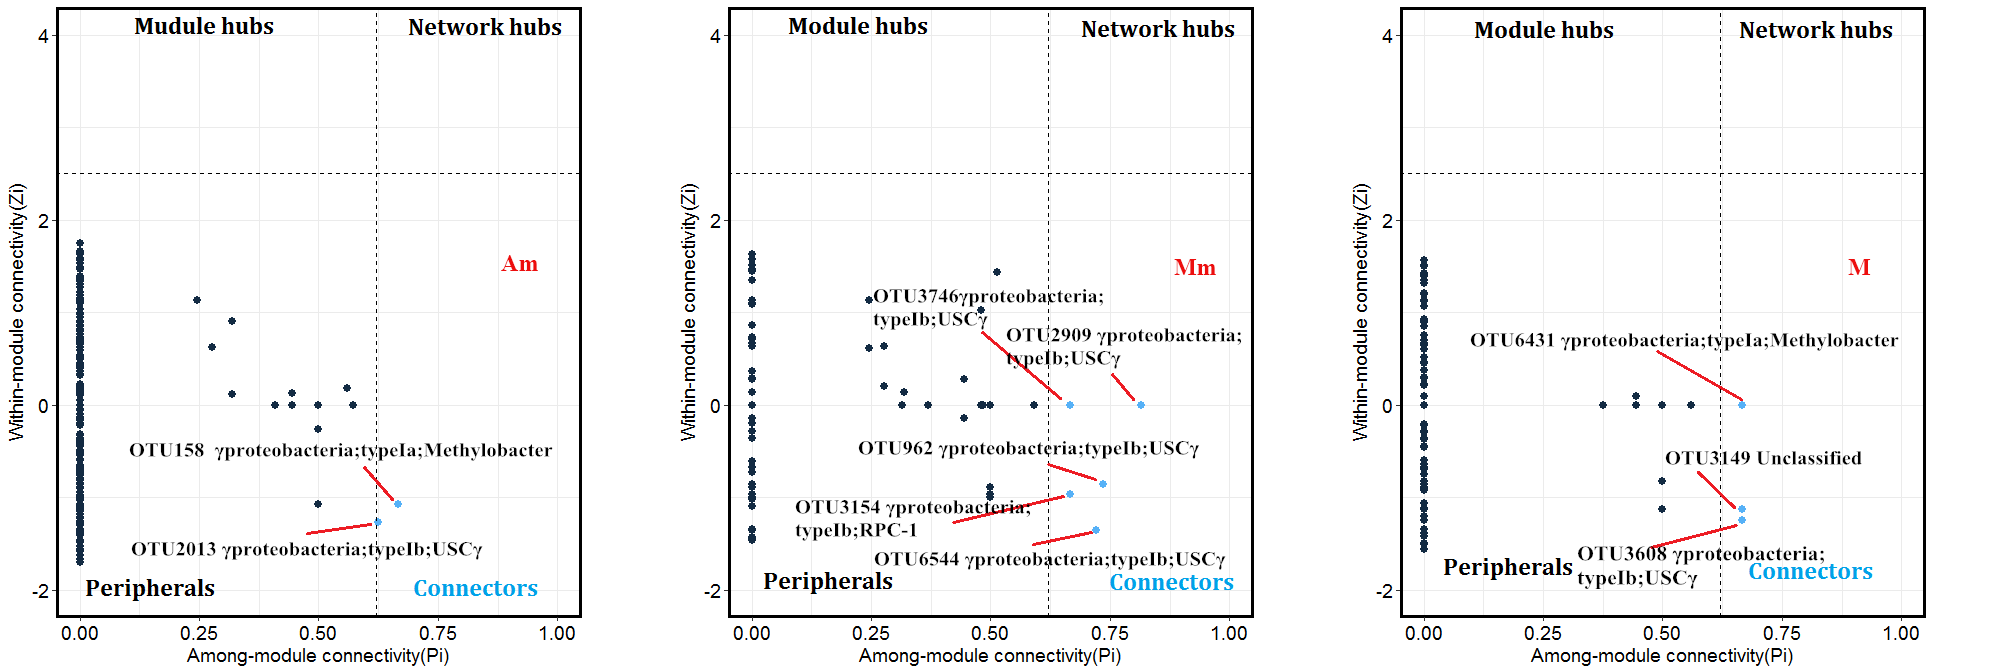 Mudule hubs
Network hubs
4
2
0
-2
Within-module connectivity(Zi)
Am
OTU158 γproteobacteria;typeIa;Methylobacter
OTU2013 γproteobacteria;typeIb;USCγ
Peripherals
Connectors
0.00
0.25
0.50
0.75
1.00
Among-module connectivity(Pi)
Module hubs
Network hubs
4
2
0
-2
Within-module connectivity(Zi)
Mm
OTU3746γproteobacteria;
typeIb;USCγ
OTU2909 γproteobacteria;
typeIb;USCγ
OTU962 γproteobacteria;typeIb;USCγ
OTU3154 γproteobacteria;
typeIb;RPC-1
OTU6544 γproteobacteria;typeIb;USCγ
Peripherals
Connectors
0.00
0.25
0.50
0.75
1.00
Among-module connectivity(Pi)
Module hubs
Network hubs
4
2
0
-2
Within-module connectivity(Zi)
M
OTU6431 γproteobacteria;typeIa;Methylobacter
OTU3149 Unclassified
OTU3608 γproteobacteria;
typeIb;USCγ
Peripherals
Connectors
0.00
0.25
0.50
0.75
1.00
Among-module connectivity(Pi)